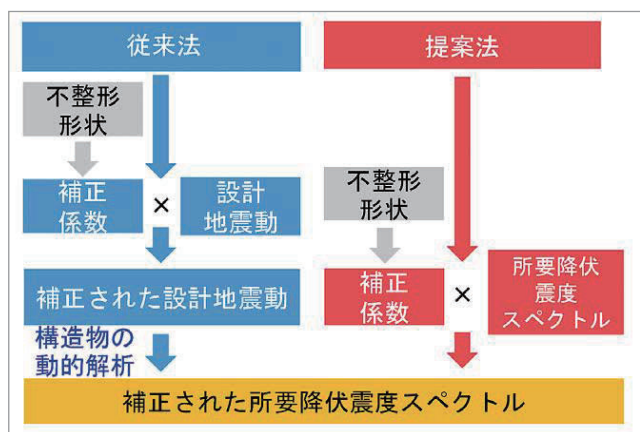 従来法
不整形
形状
補正
係数
×
設計
地震動
補正された設計地震動
構造物の
動的解析
提案法
不整形
形状
補正
係数
×
所要降伏
震度
スペクトル
補正された所要降伏震度スペクトル